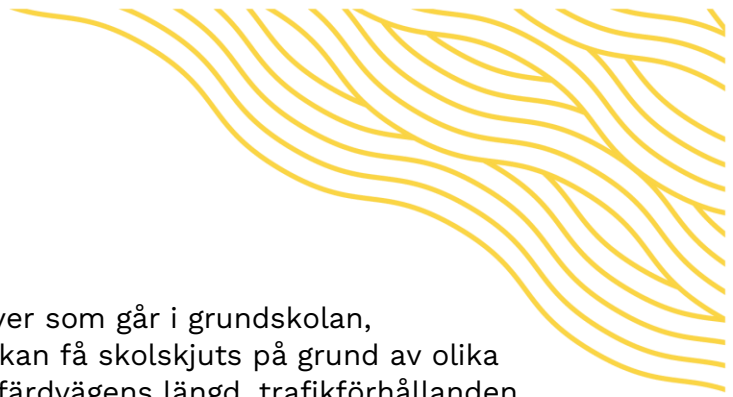 ver som går i grundskolan,
kan få skolskjuts på grund av olika
färdvägens längd, trafikförhållanden